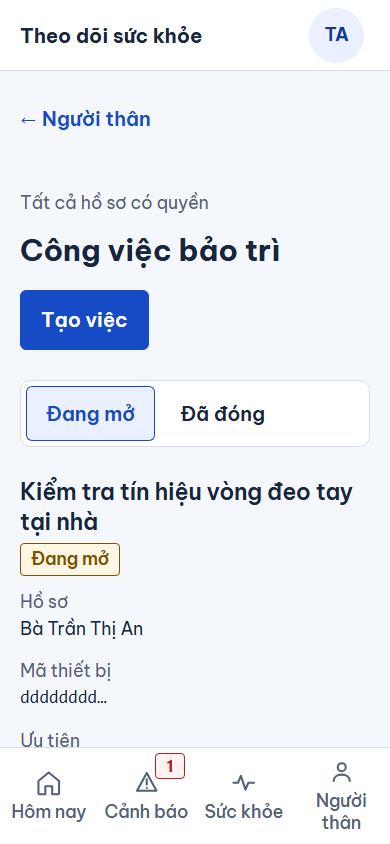 Theo dõi sức khỏe
TA
← Người thân
Tất cả hồ sơ có quyền
Công việc bảo trì
Tạo việc
Đang mở
Đã đóng
Kiểm tra tín hiệu vòng đeo tay
tại nhà
Đang mở
Hồ sơ
Bà Trần Thị An
Mã thiết bị
dddddddd…
Ưu tiên
1
Hôm nay
Cảnh báo
Sức khỏe
Người
thân